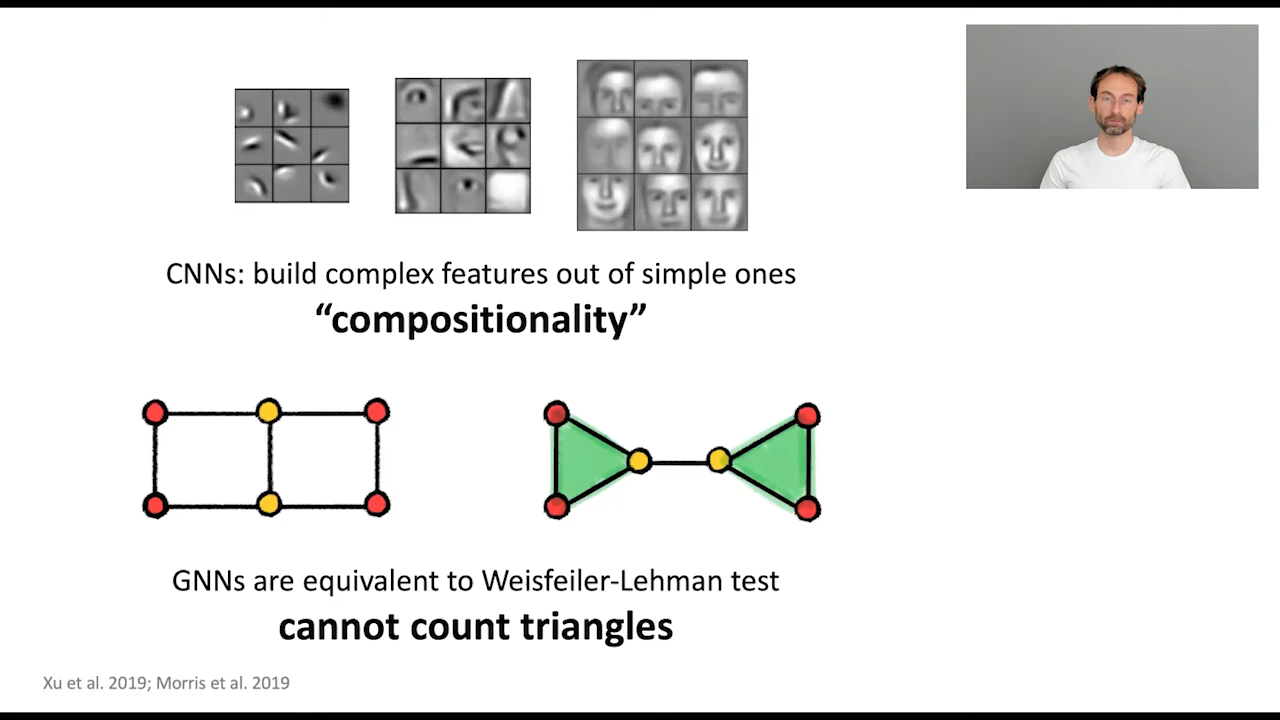 CNNs: build complex features out of simple ones
“compositionality”
GNNs are equivalent to Weisfeiler-Lehman test
cannot count triangles
Xu et al. 2019; Morris et al. 2019